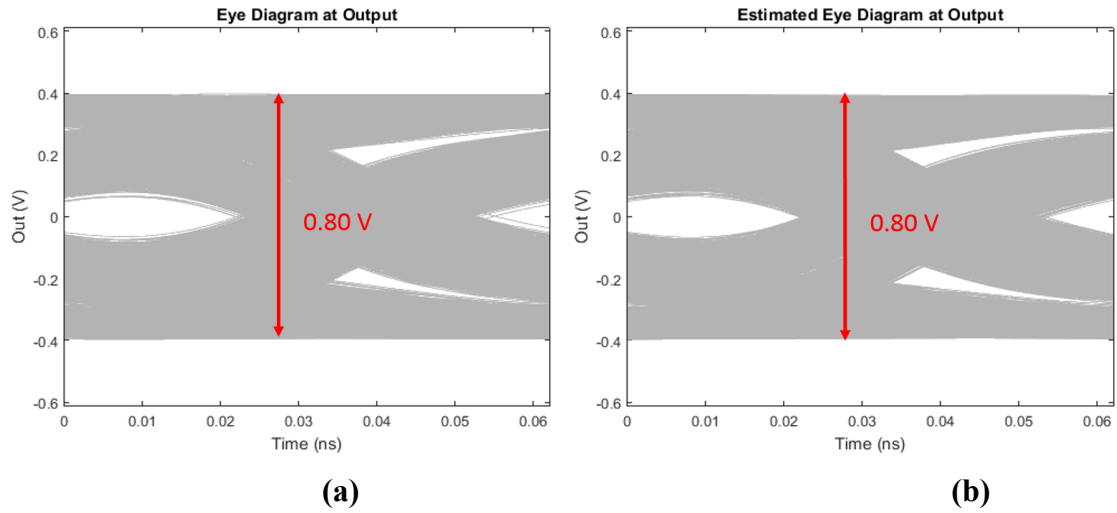 Eye Diagram at Output
0.6
0.4
0.2
0
-0.2
-0.4
-0.6
Out (V)
0.80 V
0 0.01 0.02 0.03 0.04 0.05 0.06
Time (ns)
(a)
Estimated Eye Diagram at Output
0.6
0.4
0.2
0
-0.2
-0.4
-0.6
Out (V)
0.80 V
0 0.01 0.02 0.03 0.04 0.05 0.06
Time (ns)
(b)